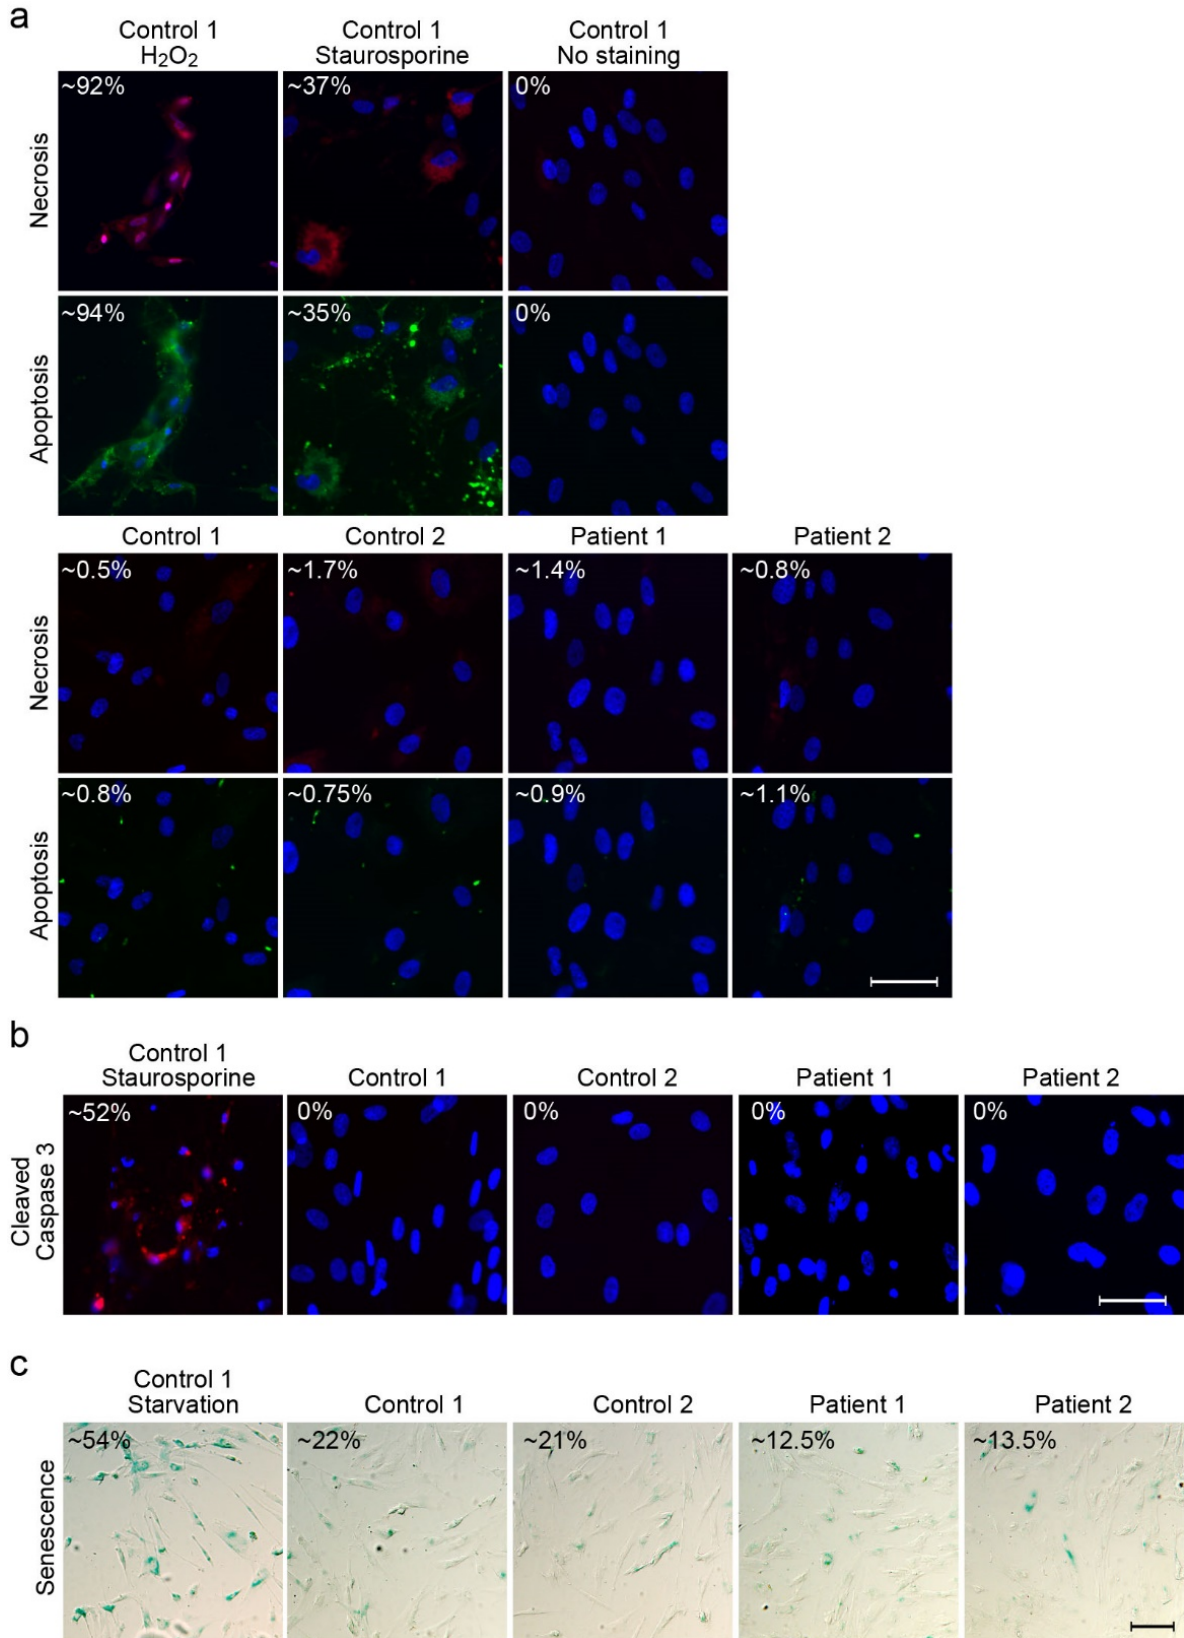 a
Control 1
H₂O₂
Control 1
Staurosporine
Control 1
No staining
Necrosis
~92%
~37%
0%
Apoptosis
~94%
~35%
0%
Control 1
Control 2
Patient 1
Patient 2
Necrosis
~0.5%
~1.7%
~1.4%
~0.8%
Apoptosis
~0.8%
~0.75%
~0.9%
~1.1%
b
Control 1
Staurosporine
Control 1
Control 2
Patient 1
Patient 2
Cleaved
Caspase 3
~52%
0%
0%
0%
0%
c
Control 1
Starvation
Control 1
Control 2
Patient 1
Patient 2
Senescence
~54%
~22%
~21%
~12.5%
~13.5%